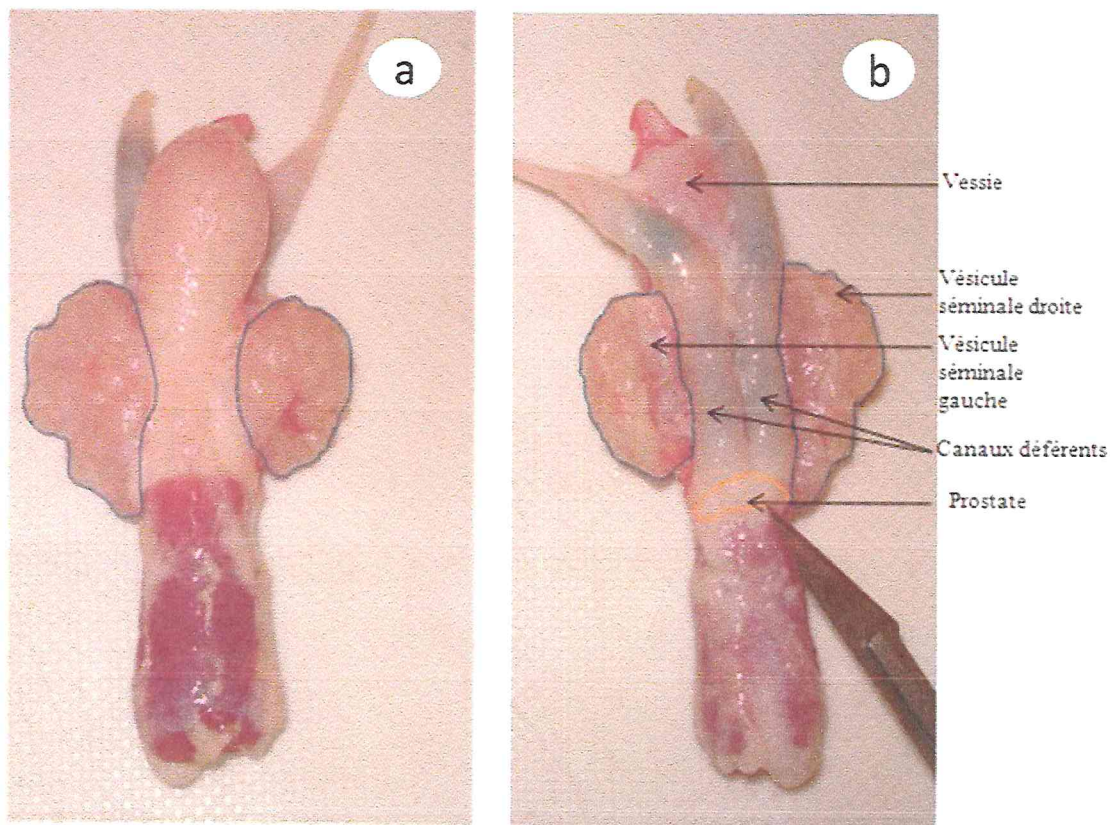 a
b
Vessie
Vésicule
séminale droite
Vésicule
séminale
gauche
Canaux déférents
Prostate